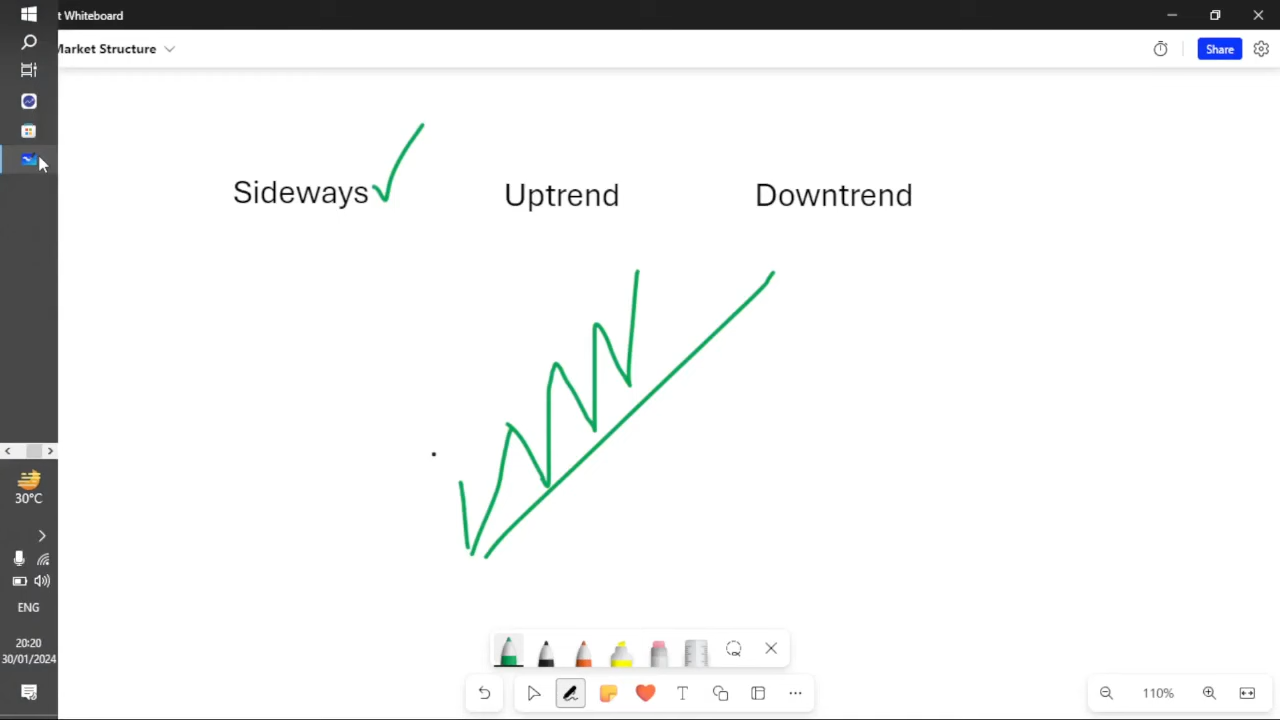 t Whiteboard
Market Structure
Share
Sideways
Uptrend
Downtrend
30°C
ENG
20:20
30/01/2024
110%